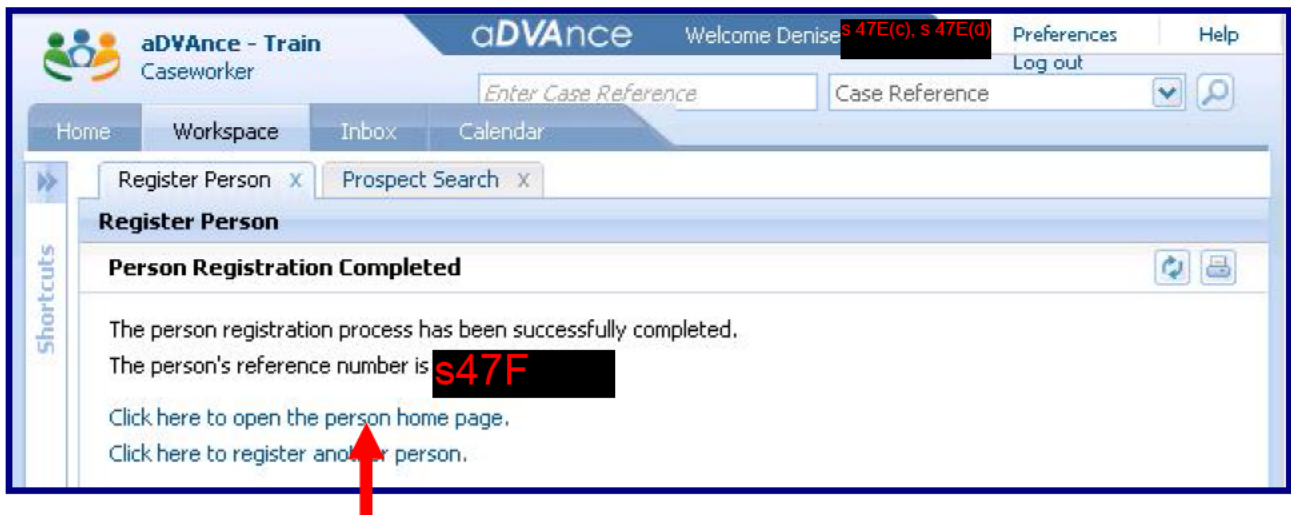 aDVAnce - Train
Caseworker
aDVAnce
Welcome Denise s 47E(c), s 47E(d)
Preferences
Help
Log out
Enter Case Reference
Case Reference
Home
Workspace
Inbox
Calendar
Register Person X
Prospect Search X
Shortcuts
Register Person
Person Registration Completed
The person registration process has been successfully completed.
The person's reference number is s47F
Click here to open the person home page.
Click here to register another person.